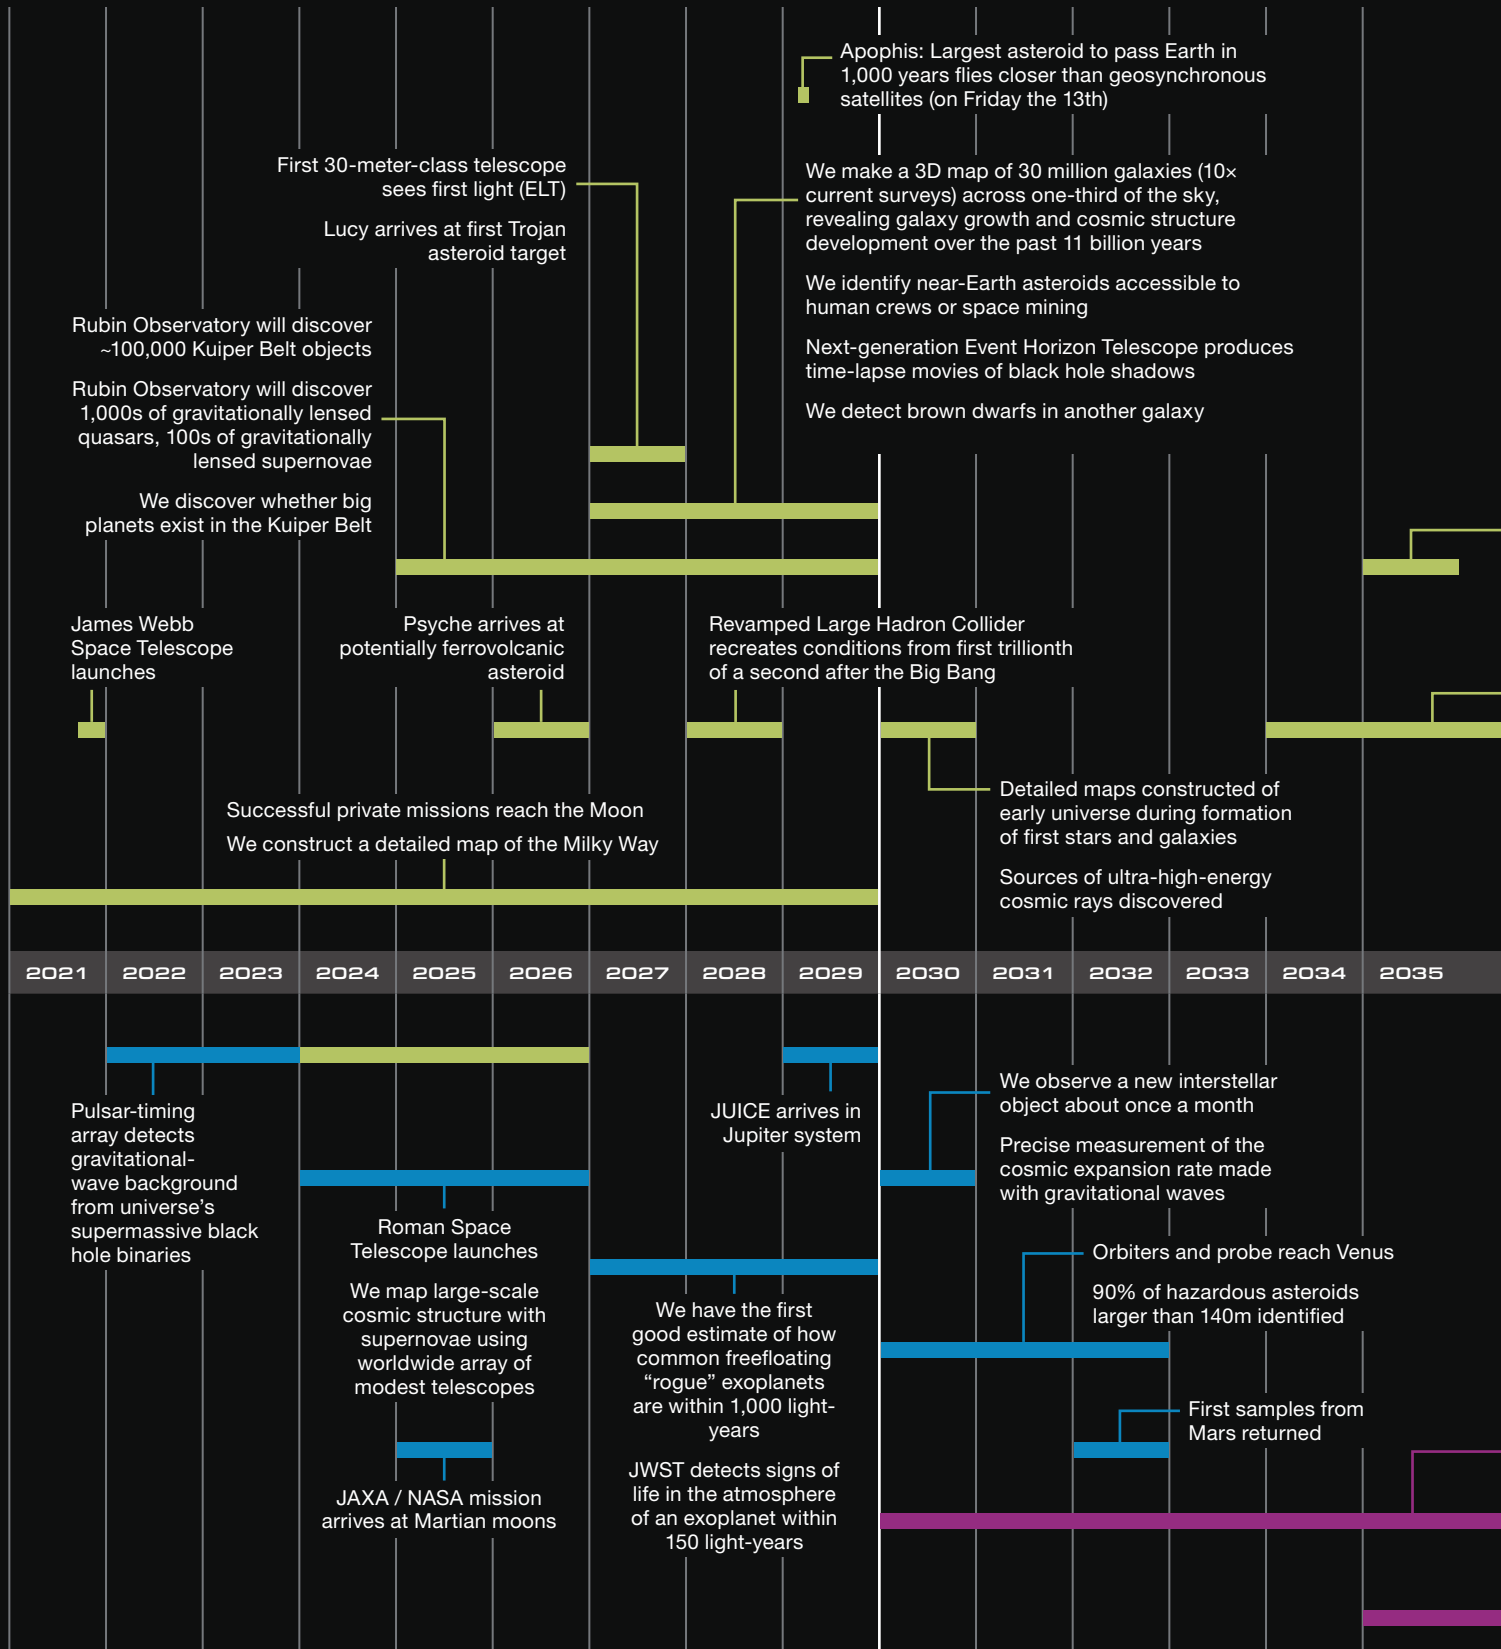 Apophis: Largest asteroid to pass Earth in
1,000 years flies closer than geosynchronous
satellites (on Friday the 13th)
First 30-meter-class telescope
sees first light (ELT)
Lucy arrives at first Trojan
asteroid target
We make a 3D map of 30 million galaxies (10×
current surveys) across one-third of the sky,
revealing galaxy growth and cosmic structure
development over the past 11 billion years
We identify near-Earth asteroids accessible to
human crews or space mining
Next-generation Event Horizon Telescope produces
time-lapse movies of black hole shadows
We detect brown dwarfs in another galaxy
Rubin Observatory will discover
~100,000 Kuiper Belt objects
Rubin Observatory will discover
1,000s of gravitationally lensed
quasars, 100s of gravitationally
lensed supernovae
We discover whether big
planets exist in the Kuiper Belt
James Webb
Space Telescope
launches
Psyche arrives at
potentially ferrovolcanic
asteroid
Revamped Large Hadron Collider
recreates conditions from first trillionth
of a second after the Big Bang
Detailed maps constructed of
early universe during formation
of first stars and galaxies
Sources of ultra-high-energy
cosmic rays discovered
Successful private missions reach the Moon
We construct a detailed map of the Milky Way
2021 2022 2023 2024 2025 2026 2027 2028 2029 2030 2031 2032 2033 2034 2035
Pulsar-timing
array detects
gravitational-
wave background
from universe’s
supermassive black
hole binaries
Roman Space
Telescope launches
We map large-scale
cosmic structure with
supernovae using
worldwide array of
modest telescopes
JAXA / NASA mission
arrives at Martian moons
JUICE arrives in
Jupiter system
We have the first
good estimate of how
common freefloating
“rogue” exoplanets
are within 1,000 light-
years
JWST detects signs of
life in the atmosphere
of an exoplanet within
150 light-years
We observe a new interstellar
object about once a month
Precise measurement of the
cosmic expansion rate made
with gravitational waves
Orbiters and probe reach Venus
90% of hazardous asteroids
larger than 140m identified
First samples from
Mars returned